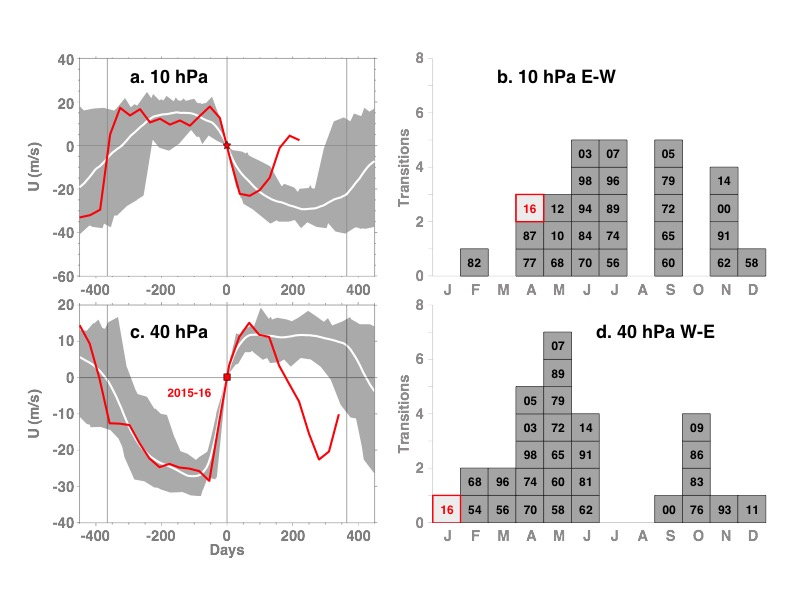 a. 10 hPa
U (m/s)
40
20
0
-20
-40
-60
-400 -200 0 200 400
b. 10 hPa E-W
Transitions
8
6
4
2
0
03 07 05
98 96 79 14
16 12 94 89 72 00
87 10 84 74 65 91
82 77 68 70 56 60 62 58
J F M A M J J A S O N D
c. 40 hPa
2015-16
U (m/s)
20
10
0
-10
-20
-30
-40
-400 -200 0 200 400
Days
d. 40 hPa W-E
Transitions
8
6
4
2
0
07
89
05 79
03 72 14 09
98 65 91 86
68 96 74 60 81 83
16 54 56 70 58 62 00 76 93 11
J F M A M J J A S O N D